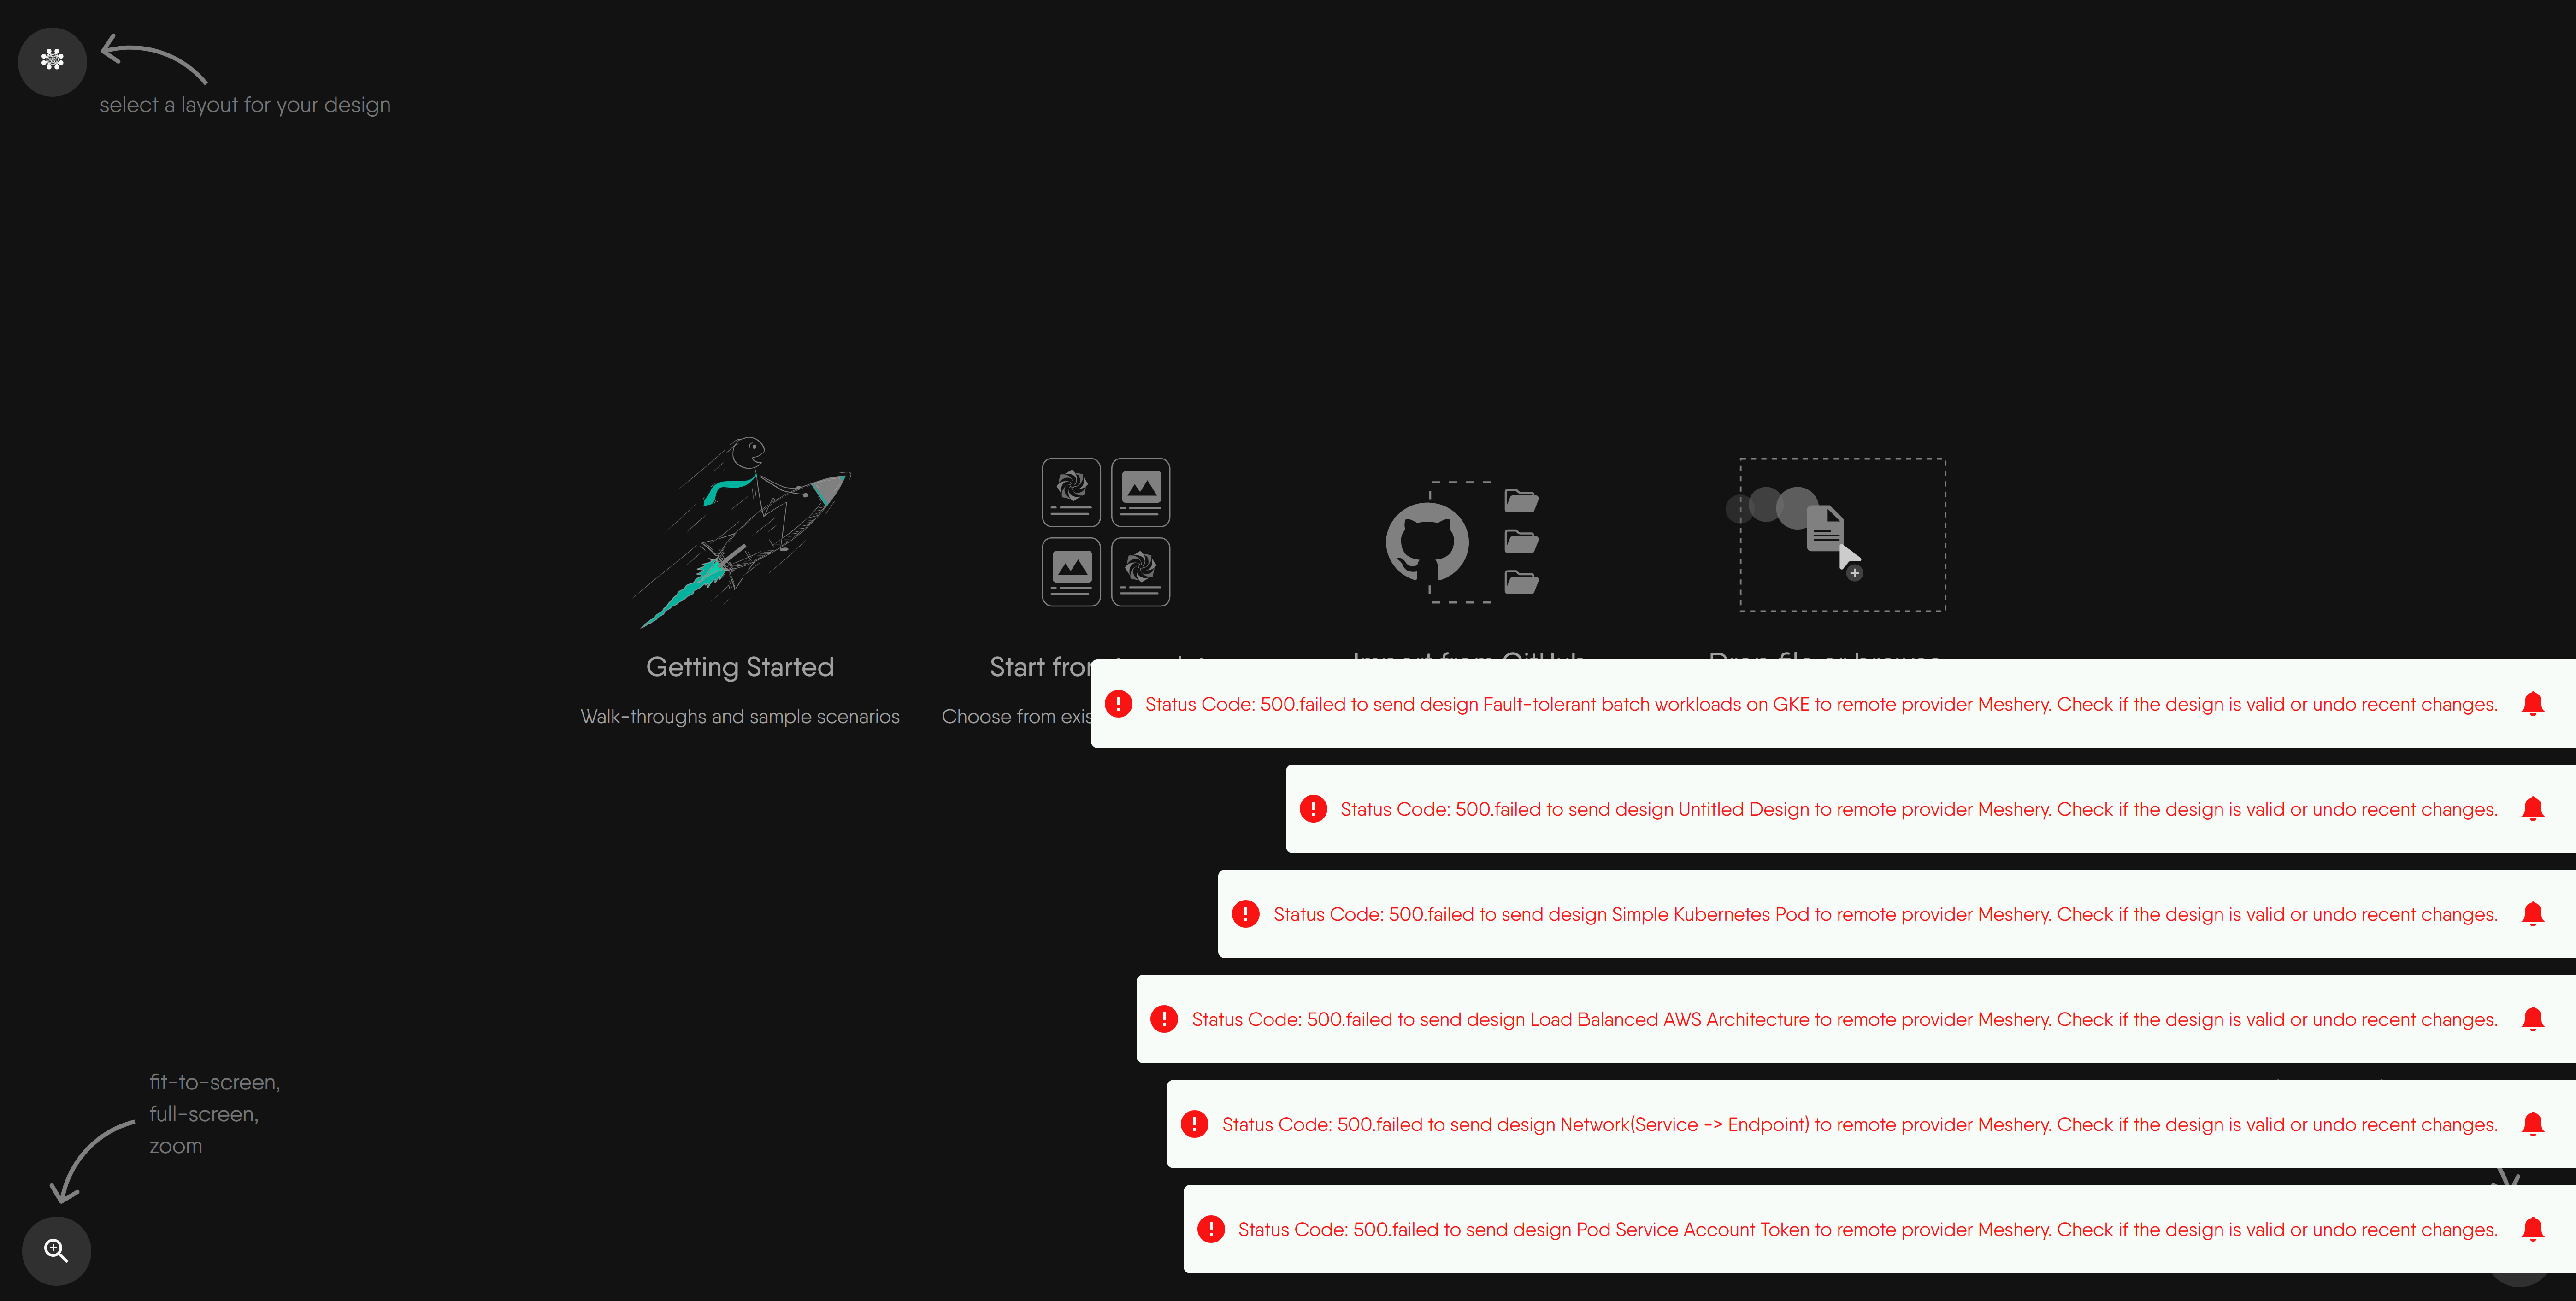 select a layout for your design
Getting Started
Start from
Import from GitHub
Drop file or browse
Walk-throughs and sample scenarios
Choose from
Status Code: 500.failed to send design Fault-tolerant batch workloads on GKE to remote provider Meshery. Check if the design is valid or undo recent changes.
Status Code: 500.failed to send design Untitled Design to remote provider Meshery. Check if the design is valid or undo recent changes.
Status Code: 500.failed to send design Simple Kubernetes Pod to remote provider Meshery. Check if the design is valid or undo recent changes.
Status Code: 500.failed to send design Load Balanced AWS Architecture to remote provider Meshery. Check if the design is valid or undo recent changes.
fit-to-screen,
full-screen,
zoom
Status Code: 500.failed to send design Network(Service -> Endpoint) to remote provider Meshery. Check if the design is valid or undo recent changes.
Status Code: 500.failed to send design Pod Service Account Token to remote provider Meshery. Check if the design is valid or undo recent changes.